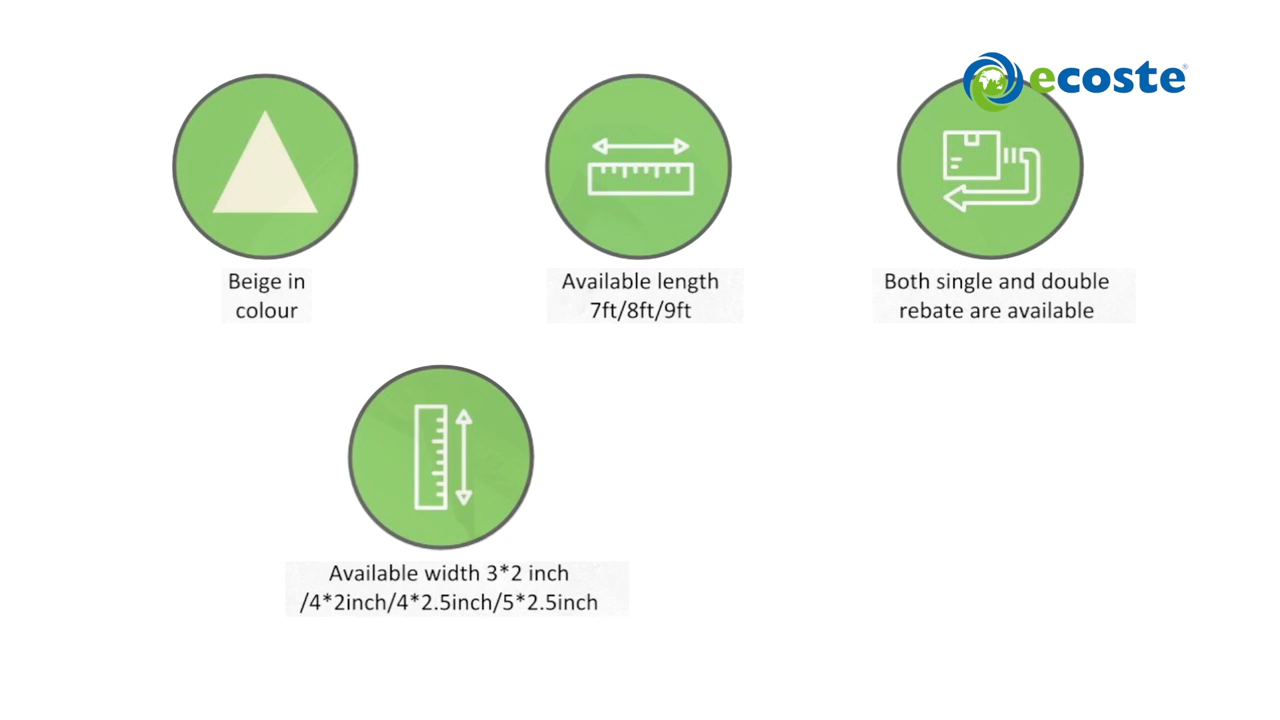 ecoste®
Beige in
colour
Available length
7ft/8ft/9ft
Both single and double
rebate are available
Available width 3*2 inch
/4*2inch/4*2.5inch/5*2.5inch